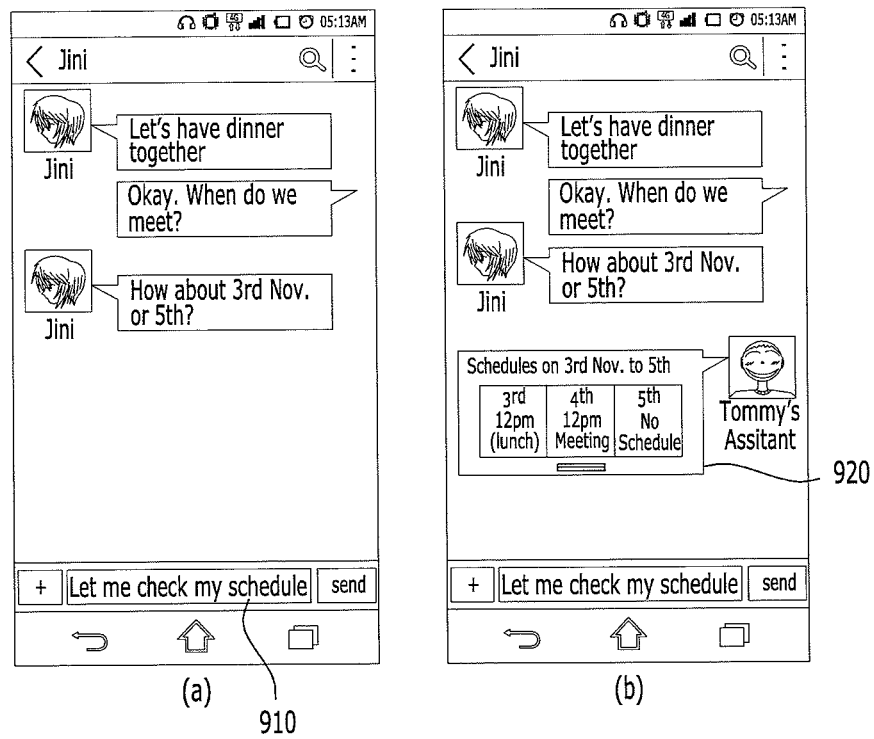 4G
05:13AM
Jini
Let's have dinner
together
Jini
Okay. When do we
meet?
How about 3rd Nov.
or 5th?
Jini
+
Let me check my schedule
send
(a)
910
4G
05:13AM
Jini
Let's have dinner
together
Jini
Okay. When do we
meet?
How about 3rd Nov.
or 5th?
Jini
Schedules on 3rd Nov. to 5th
3rd
12pm
(lunch)
4th
12pm
Meeting
5th
No
Schedule
Tommy's
Assitant
920
+
Let me check my schedule
send
(b)